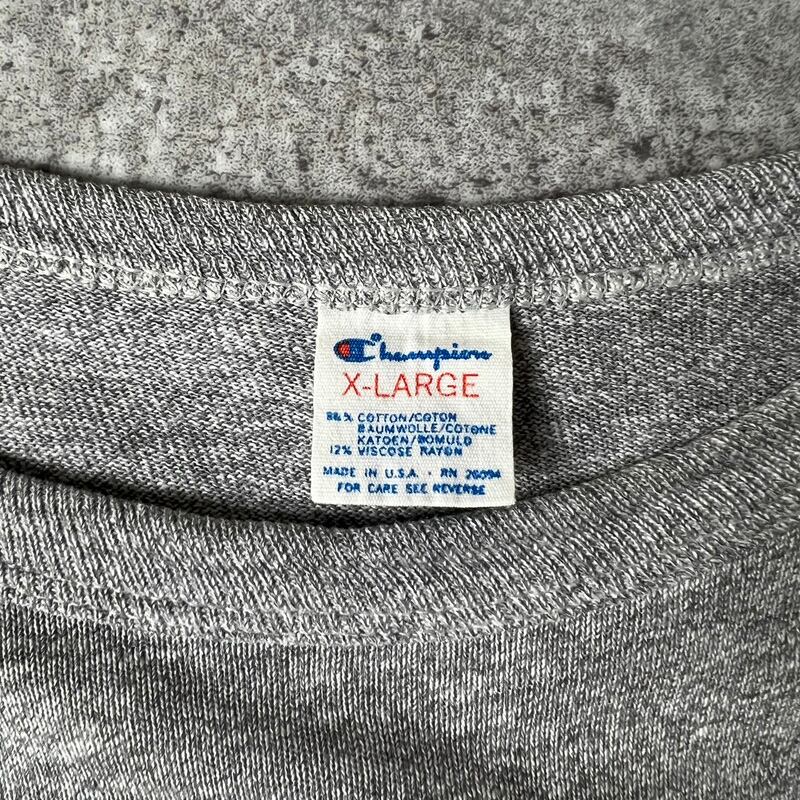 Champion
X-LARGE
88% COTTON/COTON
BAUMWOLLE/COTONE
KATOEN/BOMULD
12% VISCOSE RAYON
MADE IN U.S.A. · RN 26094
FOR CARE SEE REVERSE